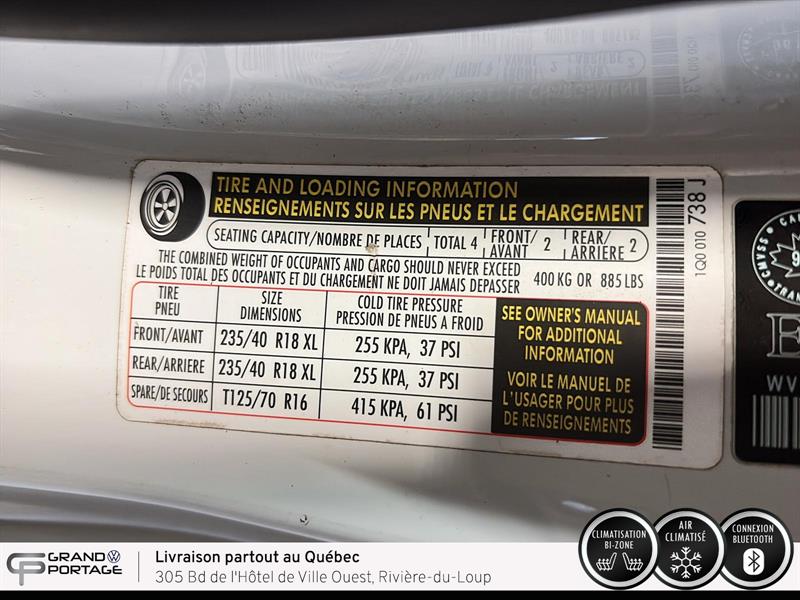 TIRE AND LOADING INFORMATION
RENSEIGNEMENTS SUR LES PNEUS ET LE CHARGEMENT
SEATING CAPACITY/NOMBRE DE PLACES TOTAL 4 FRONT/AVANT 2 REAR/ARRIERE 2
THE COMBINED WEIGHT OF OCCUPANTS AND CARGO SHOULD NEVER EXCEED
LE POIDS TOTAL DES OCCUPANTS ET DU CHARGEMENT NE DOIT JAMAIS DEPASSER
400 KG OR 885 LBS
TIRE SIZE COLD TIRE PRESSURE
PNEU DIMENSIONS PRESSION DE PNEUS A FROID
FRONT/AVANT 235/40 R18 XL 255 KPA, 37 PSI
REAR/ARRIERE 235/40 R18 XL 255 KPA, 37 PSI
SPARE/DE SECOURS T125/70 R16 415 KPA, 61 PSI
SEE OWNER'S MANUAL
FOR ADDITIONAL
INFORMATION
VOIR LE MANUEL DE
L'USAGER POUR PLUS
DE RENSEIGNEMENTS
1Q0 010 738 J
CMVSS
WV
GRAND PORTAGE
Livraison partout au Québec
305 Bd de l'Hôtel de Ville Ouest, Rivière-du-Loup
CLIMATISATION
BI-ZONE
AIR
CLIMATISÉ
CONNEXION
BLUETOOTH